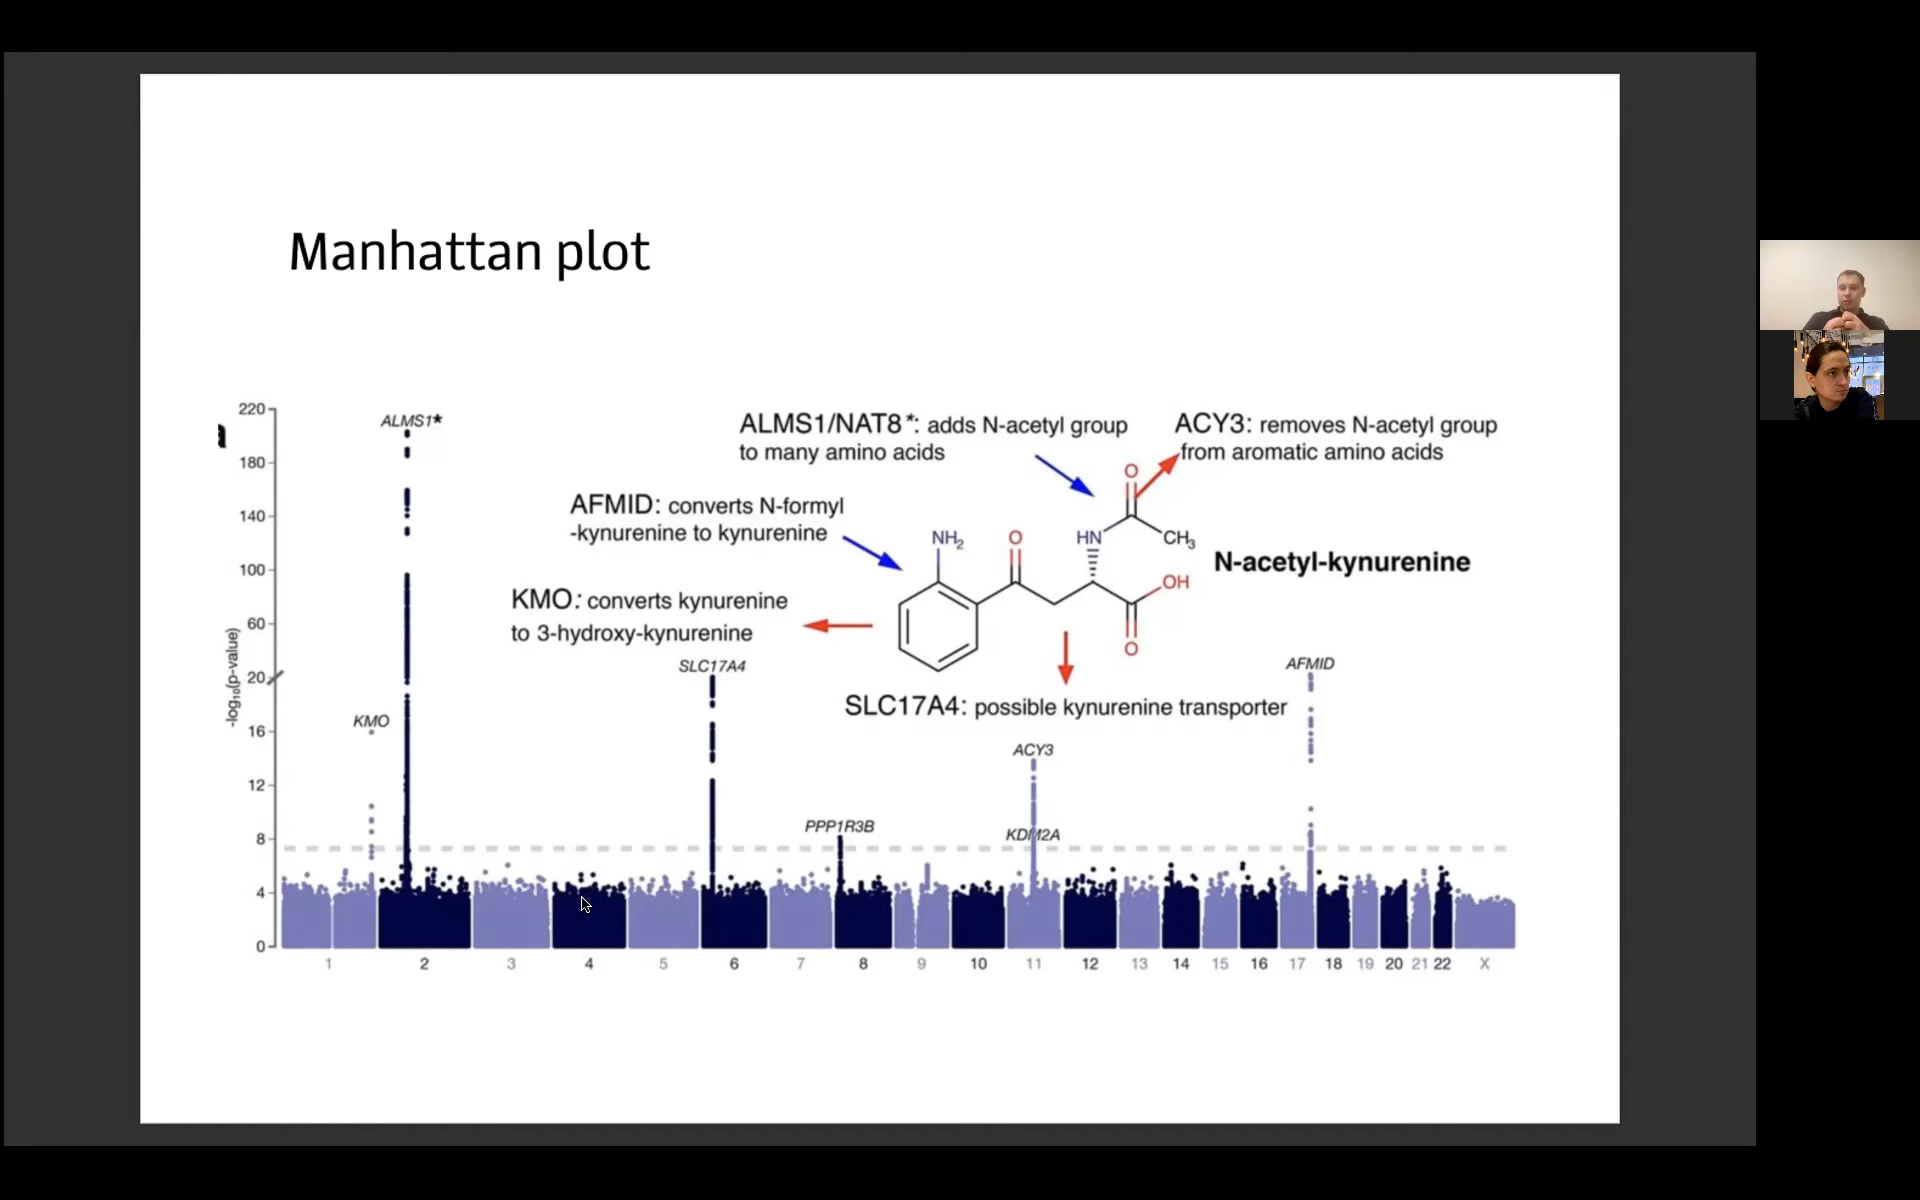 Manhattan plot
a
220
180
140
100
60
20
16
12
8
4
0
-log10(p-value)
ALMS1*
KMO
SLC17A4
PPP1R3B
ACY3
KDM2A
AFMID
ALMS1/NAT8*: adds N-acetyl group
to many amino acids
ACY3: removes N-acetyl group
from aromatic amino acids
AFMID: converts N-formyl
-kynurenine to kynurenine
KMO: converts kynurenine
to 3-hydroxy-kynurenine
NH2
O
HN
O
CH3
OH
O
N-acetyl-kynurenine
SLC17A4: possible kynurenine transporter
1 2 3 4 5 6 7 8 9 10 11 12 13 14 15 16 17 18 19 20 21 22 X